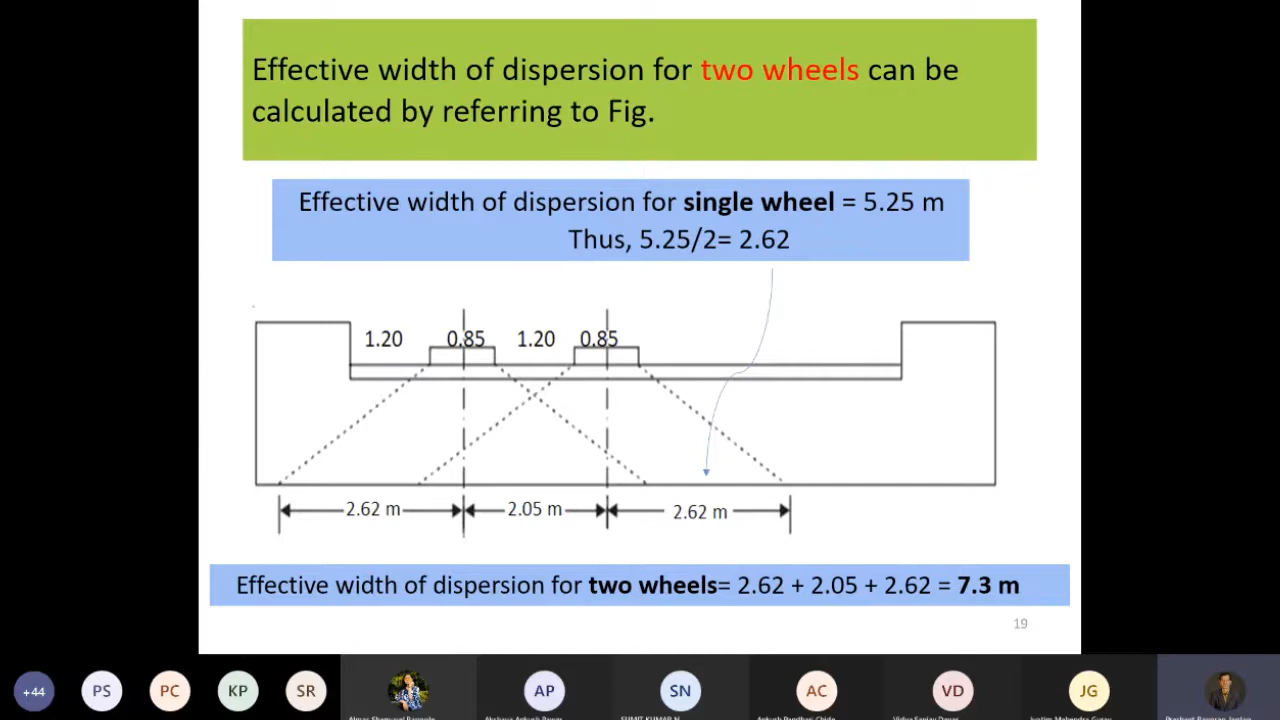 Effective width of dispersion for two wheels can be
calculated by referring to Fig.
Effective width of dispersion for single wheel = 5.25 m
Thus, 5.25/2= 2.62
1.20 0.85 1.20 0.85
2.62 m 2.05 m 2.62 m
Effective width of dispersion for two wheels= 2.62 + 2.05 + 2.62 = 7.3 m
19
+44 PS PC KP SR AP SN AC VD JG